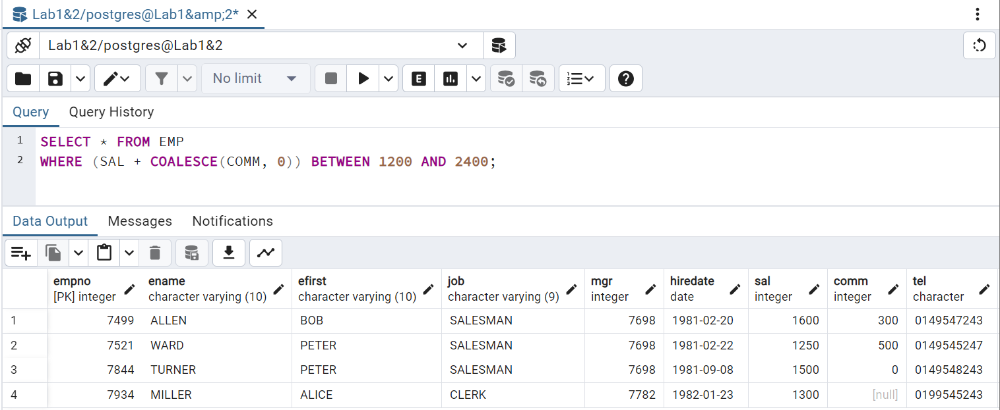 Lab1&2/postgres@Lab1&amp;2*
Lab1&2/postgres@Lab1&2
No limit
E
Query Query History
1 SELECT * FROM EMP
2 WHERE (SAL + COALESCE(COMM, 0)) BETWEEN 1200 AND 2400;
Data Output Messages Notifications
empno ename efirst job mgr hiredate sal comm tel
[PK] integer character varying (10) character varying (10) character varying (9) integer date integer integer character
1 7499 ALLEN BOB SALESMAN 7698 1981-02-20 1600 300 0149547243
2 7521 WARD PETER SALESMAN 7698 1981-02-22 1250 500 0149545247
3 7844 TURNER PETER SALESMAN 7698 1981-09-08 1500 0 0149548243
4 7934 MILLER ALICE CLERK 7782 1982-01-23 1300 [null] 0199545243